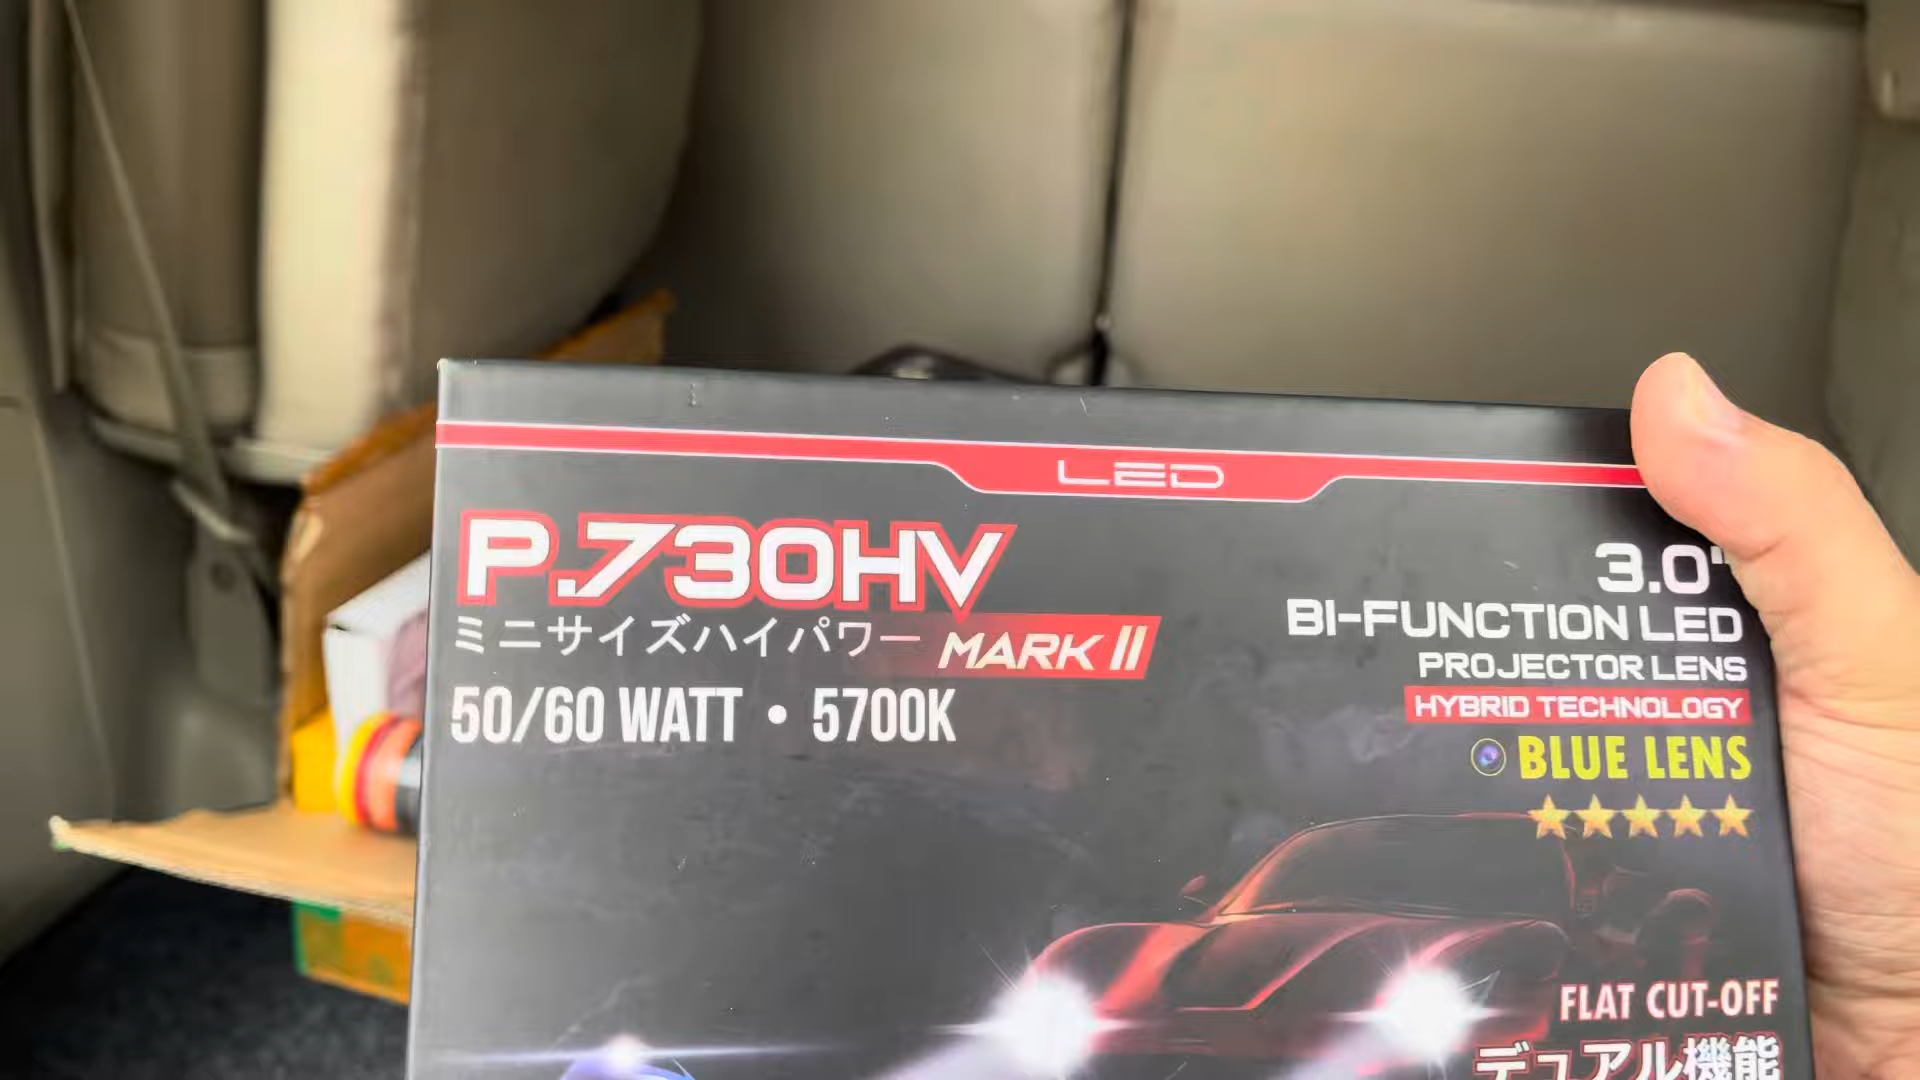 LED
P.730HV
ミニサイズハイパワー MARK II
50/60 WATT • 5700K
3.0"
BI-FUNCTION LED
PROJECTOR LENS
HYBRID TECHNOLOGY
BLUE LENS
FLAT CUT-OFF
デュアル機能